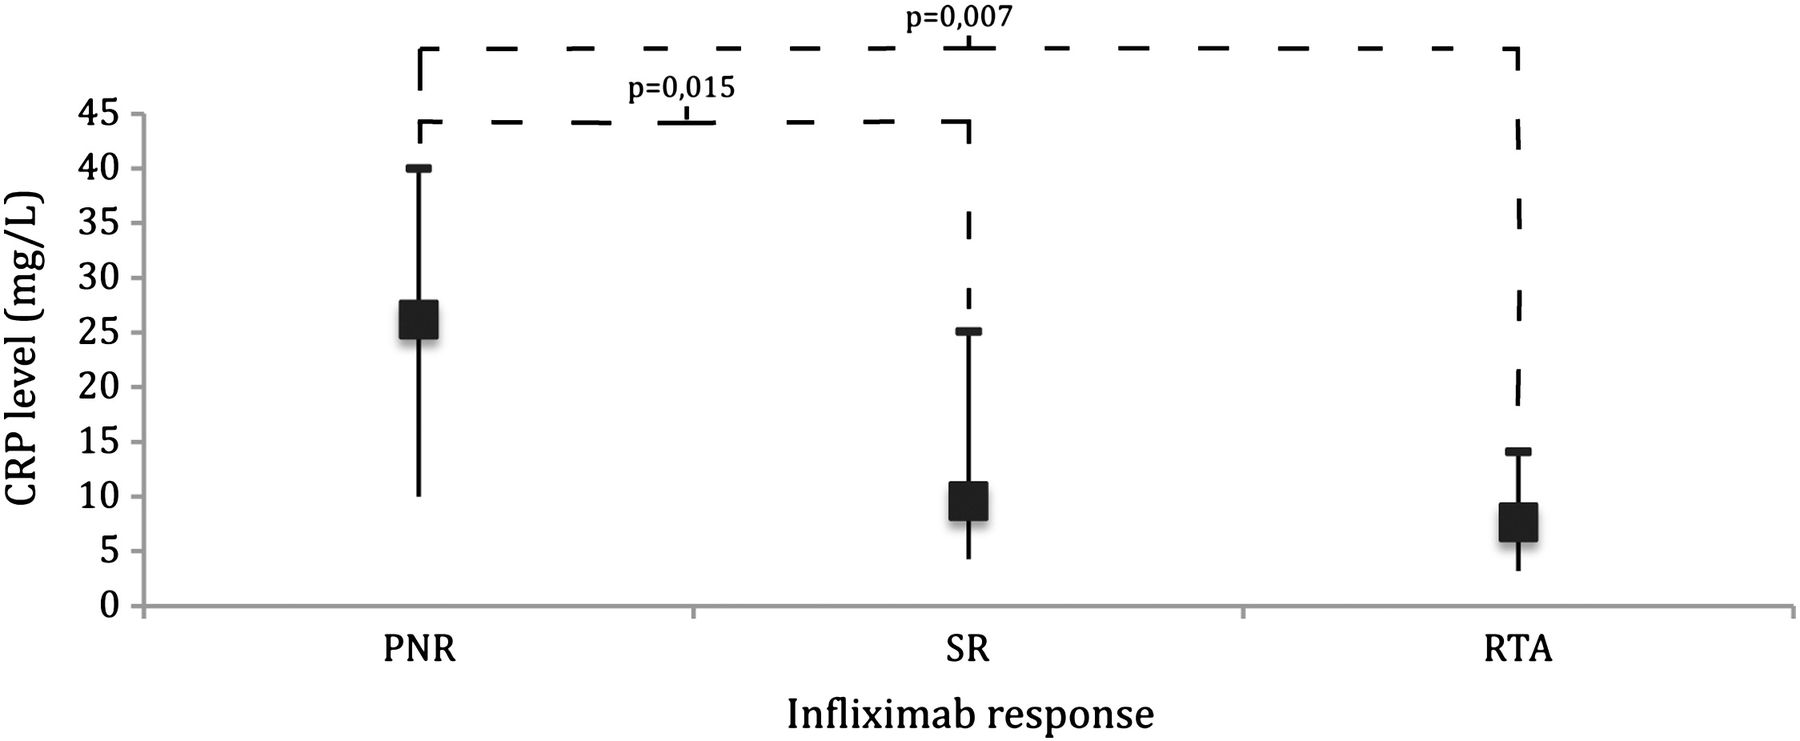 p=0,007
p=0,015
CRP level (mg/L)
45
40
35
30
25
20
15
10
5
0
PNR SR RTA
Infliximab response